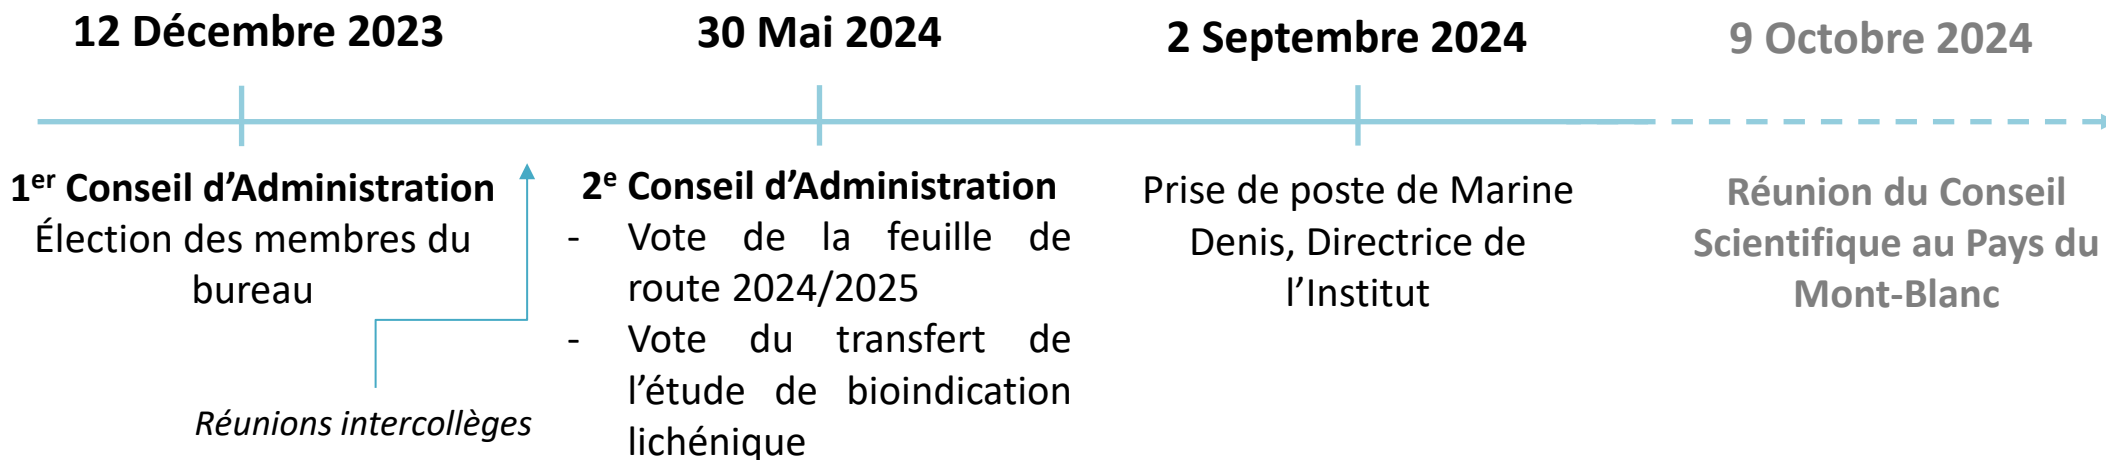 12 Décembre 2023
30 Mai 2024
2 Septembre 2024
9 Octobre 2024
1er Conseil d’Administration
Élection des membres du
bureau
Réunions intercollèges
2e Conseil d’Administration
- Vote de la feuille de
route 2024/2025
- Vote du transfert de
l’étude de bioindication
lichénique
Prise de poste de Marine
Denis, Directrice de
l’Institut
Réunion du Conseil
Scientifique au Pays du
Mont-Blanc